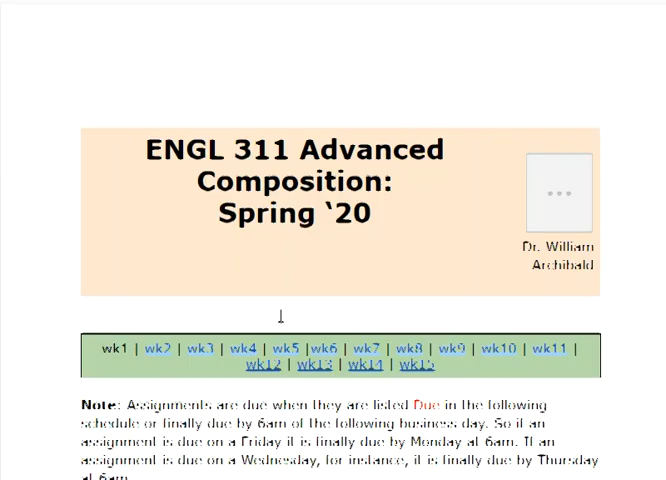 ENGL 311 Advanced
Composition:
Spring ‘20
Dr. William
Archibald
wk1 | wk2 | wk3 | wk4 | wk5 |wk6 | wk7 | wk8 | wk9 | wk10 | wk11 |
wk12 | wk13 | wk14 | wk15
Note: Assignments are due when they are listed Due in the following
schedule or finally due by 6am of the following business day. So if an
assignment is due on a Friday it is finally due by Monday at 6am. If an
assignment is due on a Wednesday, for instance, it is finally due by Thursday
at 6am